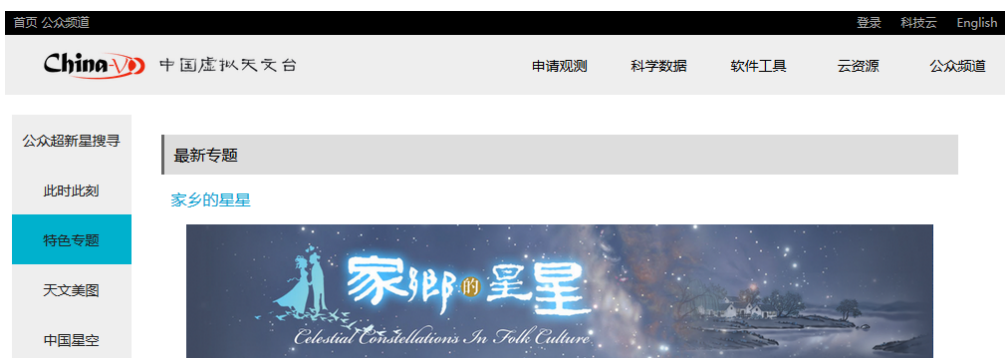 首页 公众频道 登录 科技云 English
China-VO 中国虚拟天文台 申请观测 科学数据 软件工具 云资源 公众频道
公众超新星搜寻
最新专题
此时此刻
家乡的星星
特色专题
天文美图
中国星空
家鄉的星星
Celestial Constellations In Folk Culture